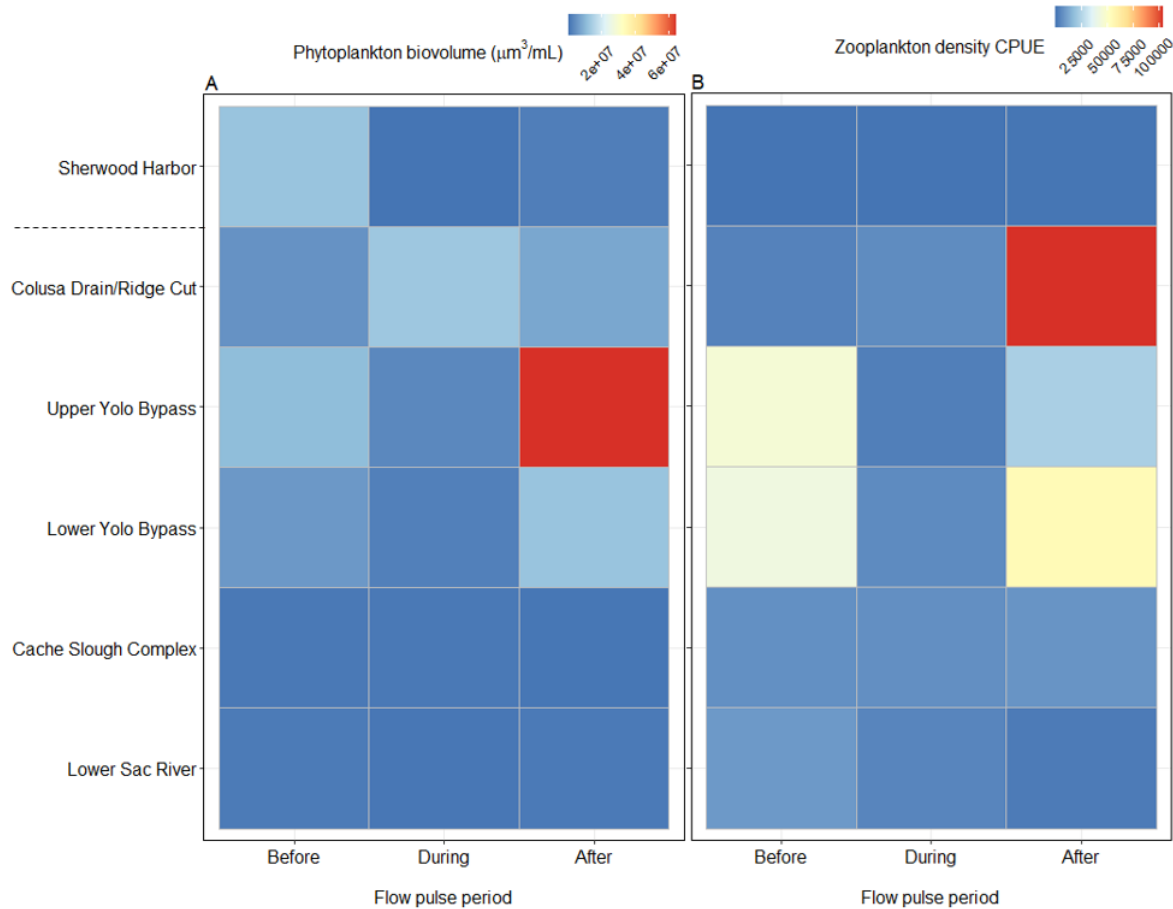 Phytoplankton biovolume (μm³/mL)
2e+07
4e+07
6e+07
Zooplankton density CPUE
25000
50000
75000
100000
A
B
Sherwood Harbor
Colusa Drain/Ridge Cut
Upper Yolo Bypass
Lower Yolo Bypass
Cache Slough Complex
Lower Sac River
Before During After
Before During After
Flow pulse period
Flow pulse period